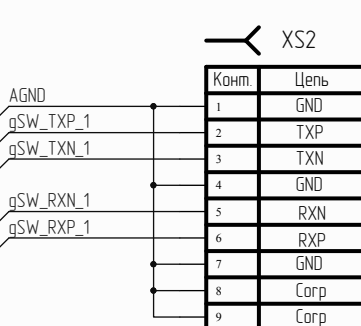 XS2
Конт. Цепь
AGND 1 GND
gSW_TXP_1 2 TXP
gSW_TXN_1 3 TXN
4 GND
gSW_RXN_1 5 RXN
gSW_RXP_1 6 RXP
7 GND
8 Corp
9 Corp